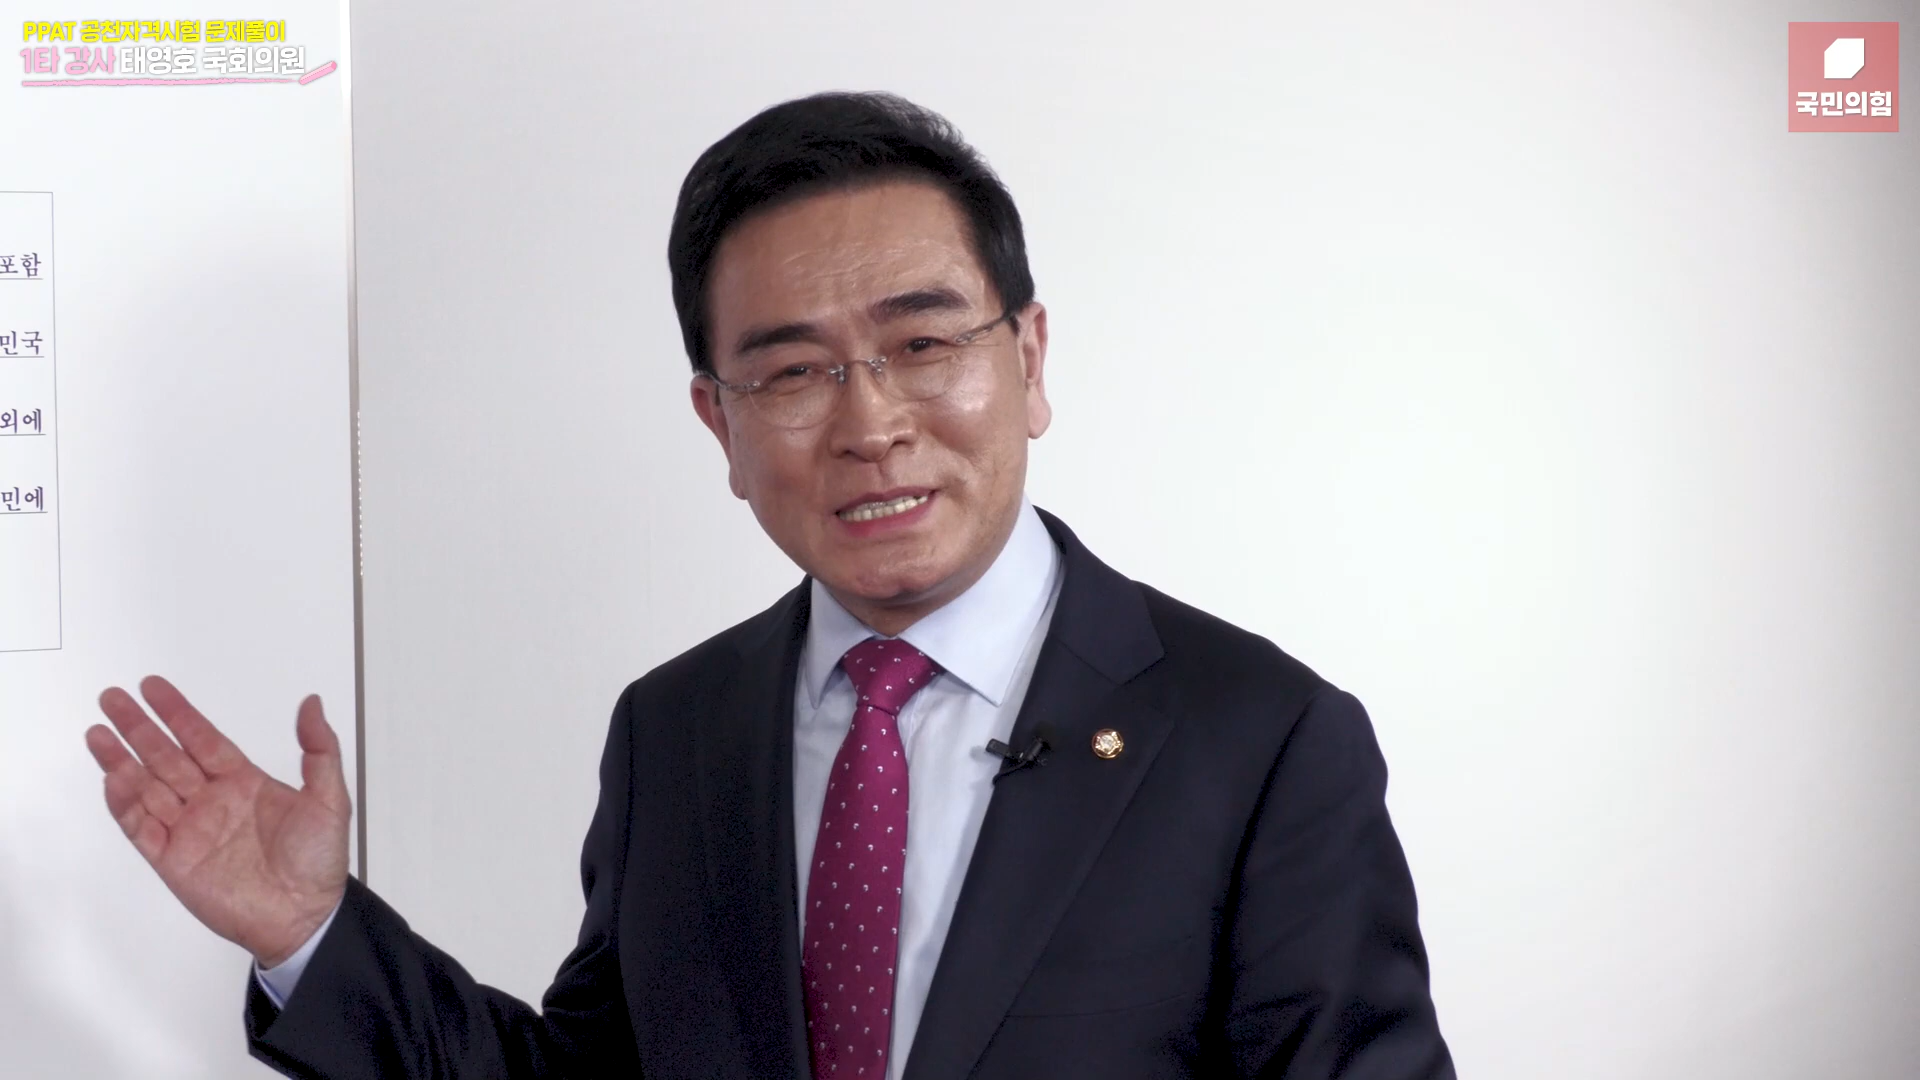 PPAT 공천자격시험 문제풀이
1타 강사 태영호 국회의원
국민의힘
포함
민국
외에
민에